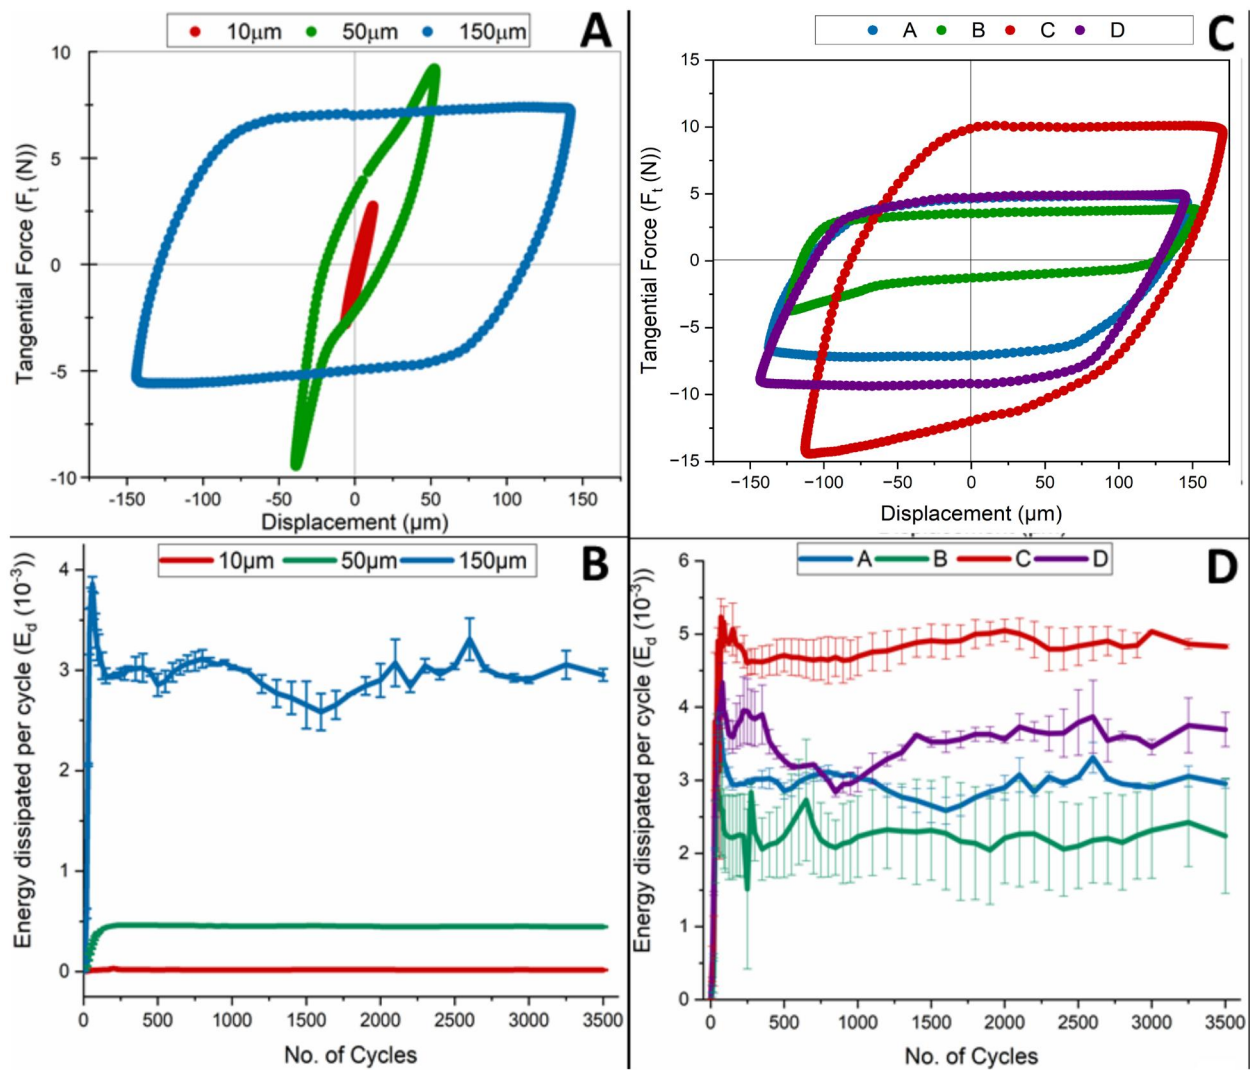 10μm 50μm 150μm
A
10
5
0
-5
-10
-150 -100 -50 0 50 100 150
Tangential Force (Ft (N))
Displacement (μm)
A B C D
C
15
10
5
0
−5
−10
−15
−150 −100 −50 0 50 100 150
Tangential Force (Ft (N))
Displacement (μm)
10μm 50μm 150μm
B
4
3
2
1
0
0 500 1000 1500 2000 2500 3000 3500
Energy dissipated per cycle (Ed (10-3))
No. of Cycles
A B C D
D
6
5
4
3
2
1
0
0 500 1000 1500 2000 2500 3000 3500
Energy dissipated per cycle (Ed (10-3))
No. of Cycles